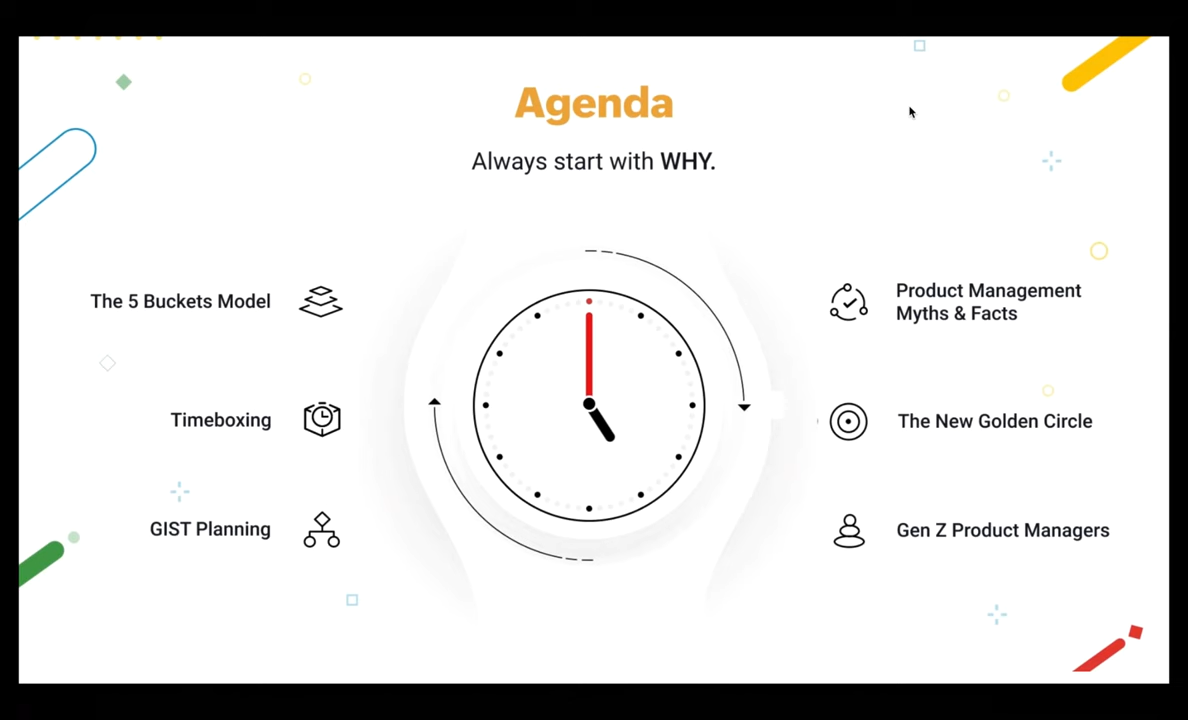 Agenda
Always start with WHY.
The 5 Buckets Model
Timeboxing
GIST Planning
Product Management
Myths & Facts
The New Golden Circle
Gen Z Product Managers